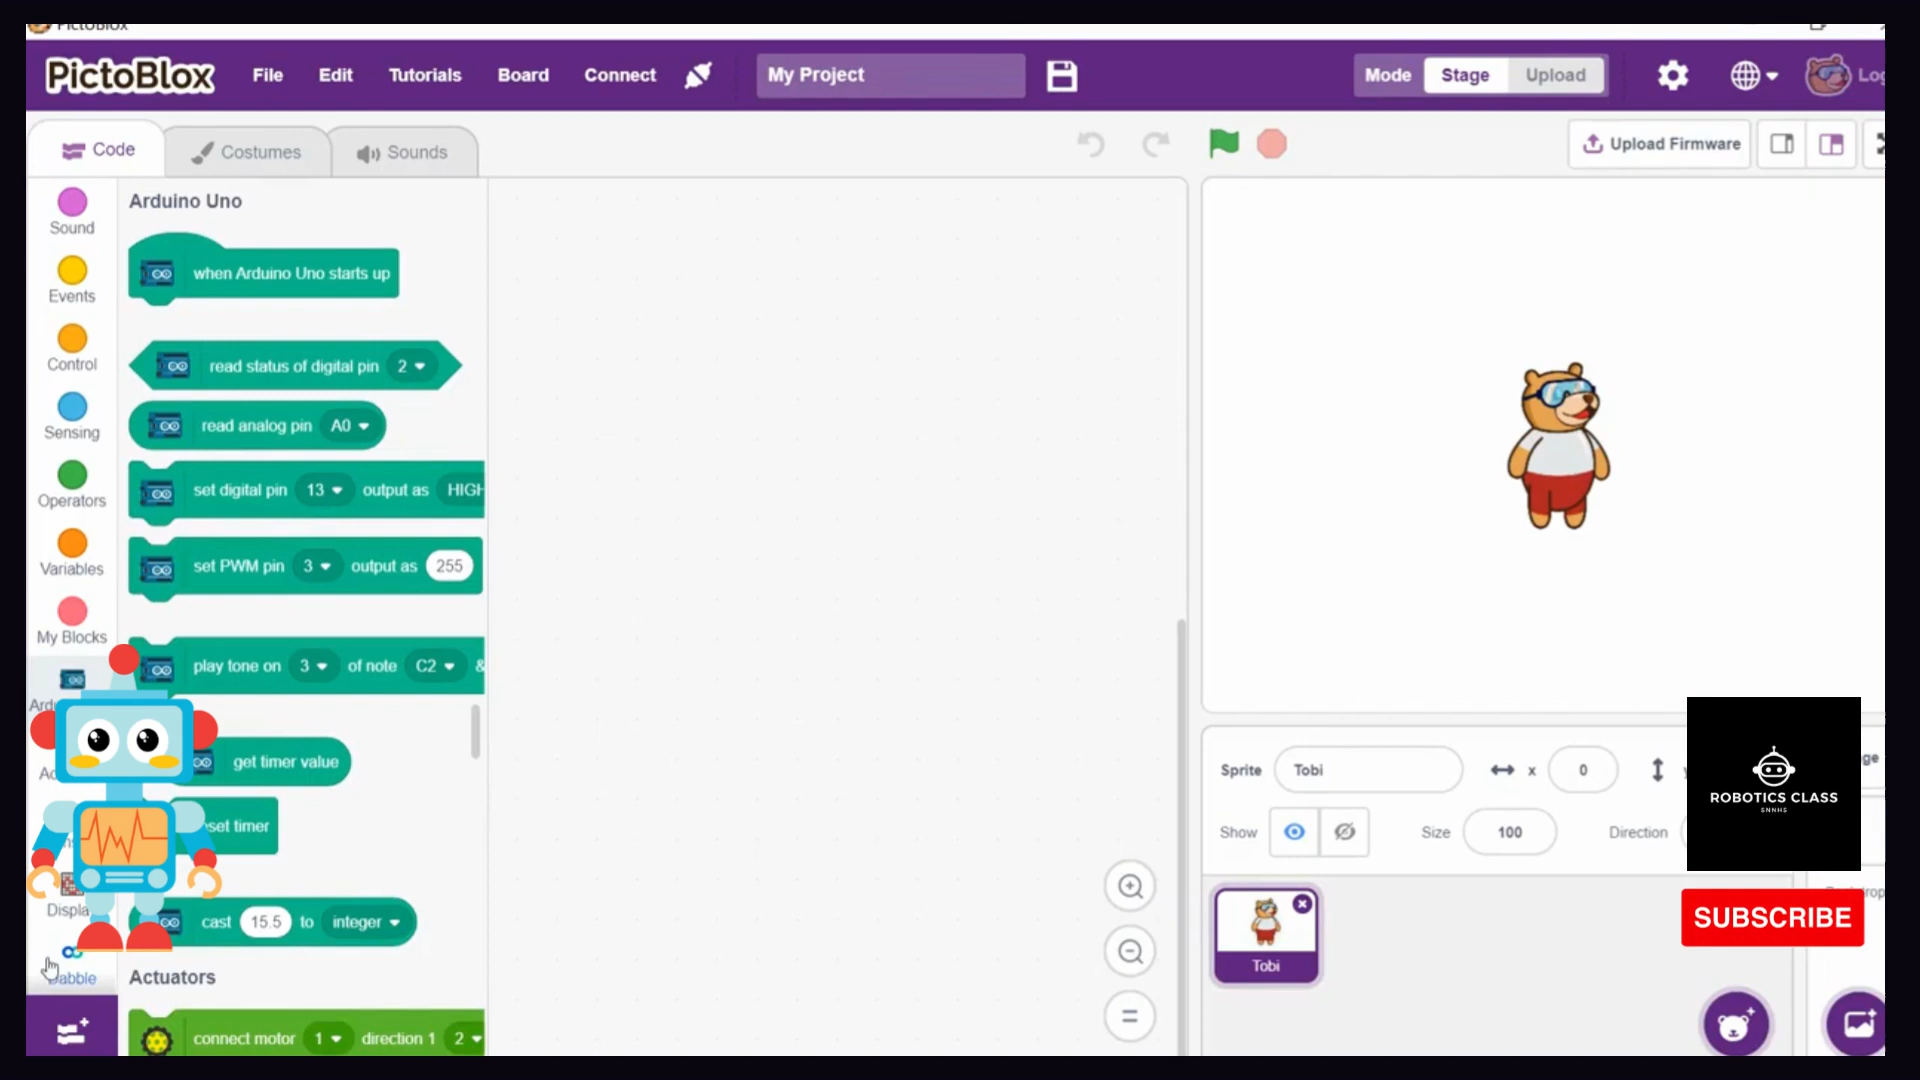 PictoBlox
PictoBlox File Edit Tutorials Board Connect My Project Mode Stage Upload
Code Costumes Sounds Upload Firmware
Sound
Events
Control
Sensing
Operators
Variables
My Blocks
Arduino Uno
when Arduino Uno starts up
read status of digital pin 2
read analog pin A0
set digital pin 13 output as HIGH
set PWM pin 3 output as 255
play tone on 3 of note C2 &
get timer value
set timer
cast 15.5 to integer
Actuators
connect motor 1 direction 1 2
Sprite Tobi x 0
Show Size 100 Direction
Tobi
ROBOTICS CLASS
SNNHS
SUBSCRIBE